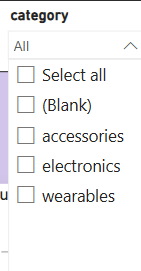 category
All
Select all
(Blank)
accessories
electronics
wearables
u